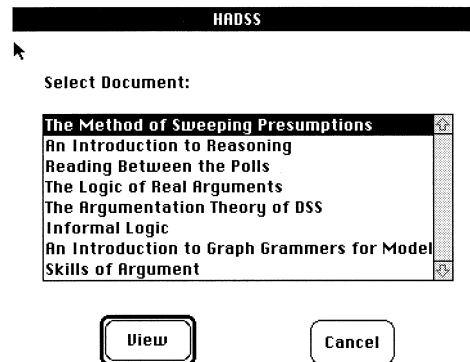 HADSS
Select Document:
The Method of Sweeping Presumptions
An Introduction to Reasoning
Reading Between the Polls
The Logic of Real Arguments
The Argumentation Theory of DSS
Informal Logic
An Introduction to Graph Grammers for Model
Skills of Argument
View
Cancel